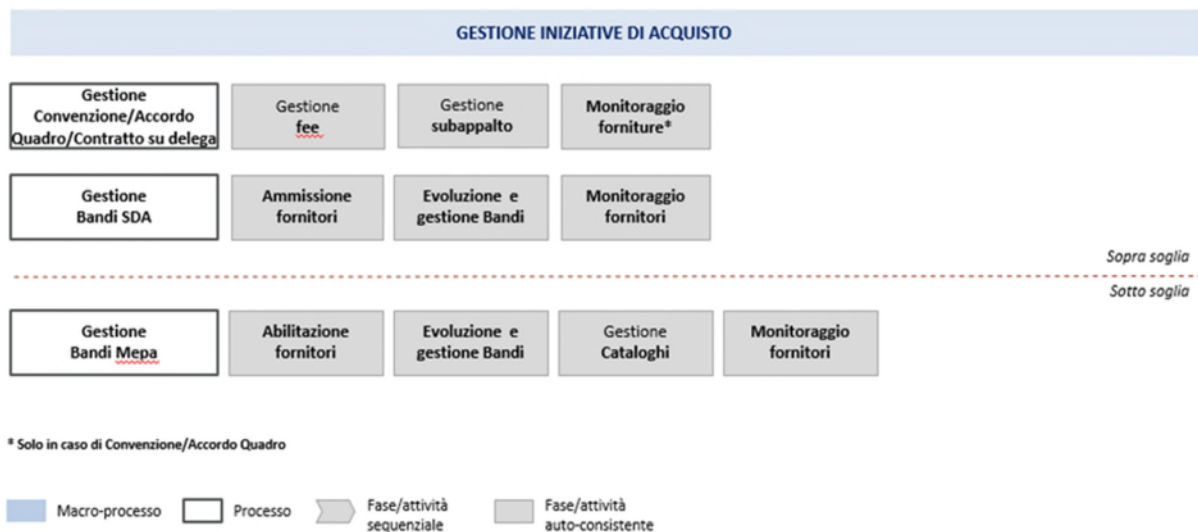 GESTIONE INIZIATIVE DI ACQUISTO
Gestione
Convenzione/Accordo
Quadro/Contratto su delega
Gestione
fee
Gestione
subappalto
Monitoraggio
forniture*
Gestione
Bandi SDA
Ammissione
fornitori
Evoluzione e
gestione Bandi
Monitoraggio
fornitori
Sopra soglia
Sotto soglia
Gestione
Bandi Mepa
Abilitazione
fornitori
Evoluzione e
gestione Bandi
Gestione
Cataloghi
Monitoraggio
fornitori
* Solo in caso di Convenzione/Accordo Quadro
Macro-processo
Processo
Fase/attività
sequenziale
Fase/attività
auto-consistente